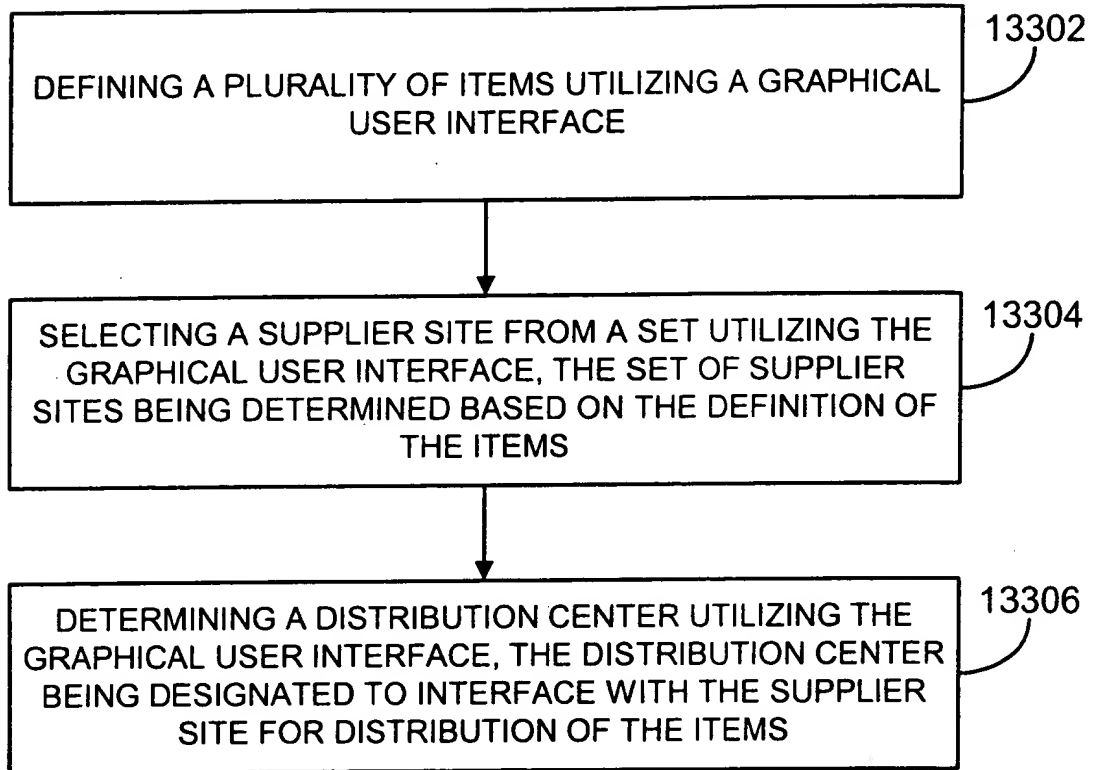 13302
DEFINING A PLURALITY OF ITEMS UTILIZING A GRAPHICAL
USER INTERFACE
13304
SELECTING A SUPPLIER SITE FROM A SET UTILIZING THE
GRAPHICAL USER INTERFACE, THE SET OF SUPPLIER
SITES BEING DETERMINED BASED ON THE DEFINITION OF
THE ITEMS
13306
DETERMINING A DISTRIBUTION CENTER UTILIZING THE
GRAPHICAL USER INTERFACE, THE DISTRIBUTION CENTER
BEING DESIGNATED TO INTERFACE WITH THE SUPPLIER
SITE FOR DISTRIBUTION OF THE ITEMS